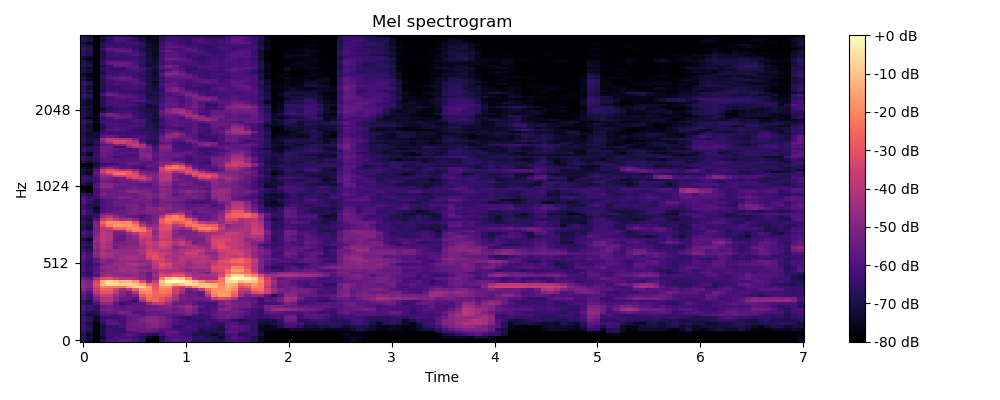 Mel spectrogram
Hz
2048
1024
512
0
0 1 2 3 4 5 6 7
Time
+0 dB
-10 dB
-20 dB
-30 dB
-40 dB
-50 dB
-60 dB
-70 dB
-80 dB